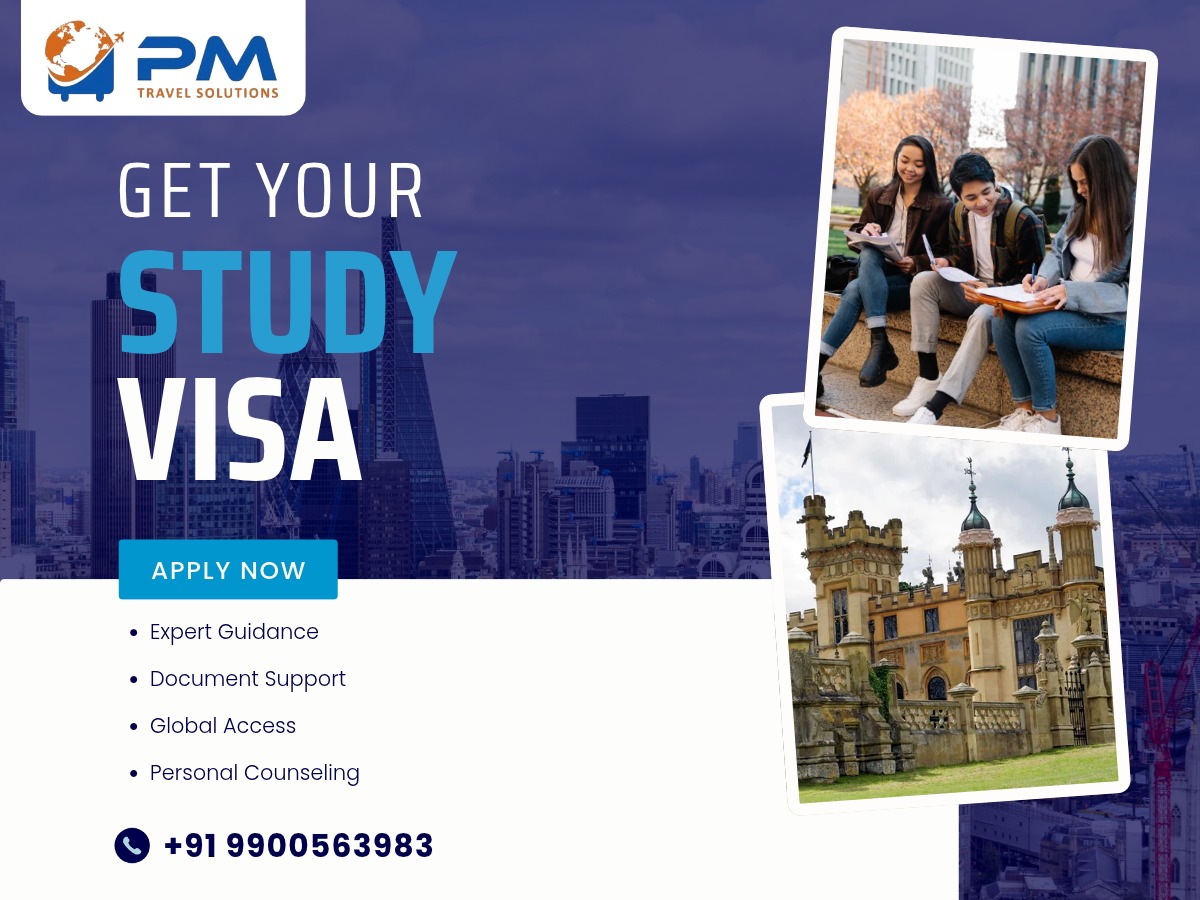 PM
TRAVEL SOLUTIONS
GET YOUR
STUDY
VISA
APPLY NOW
• Expert Guidance
• Document Support
• Global Access
• Personal Counseling
+91 9900563983